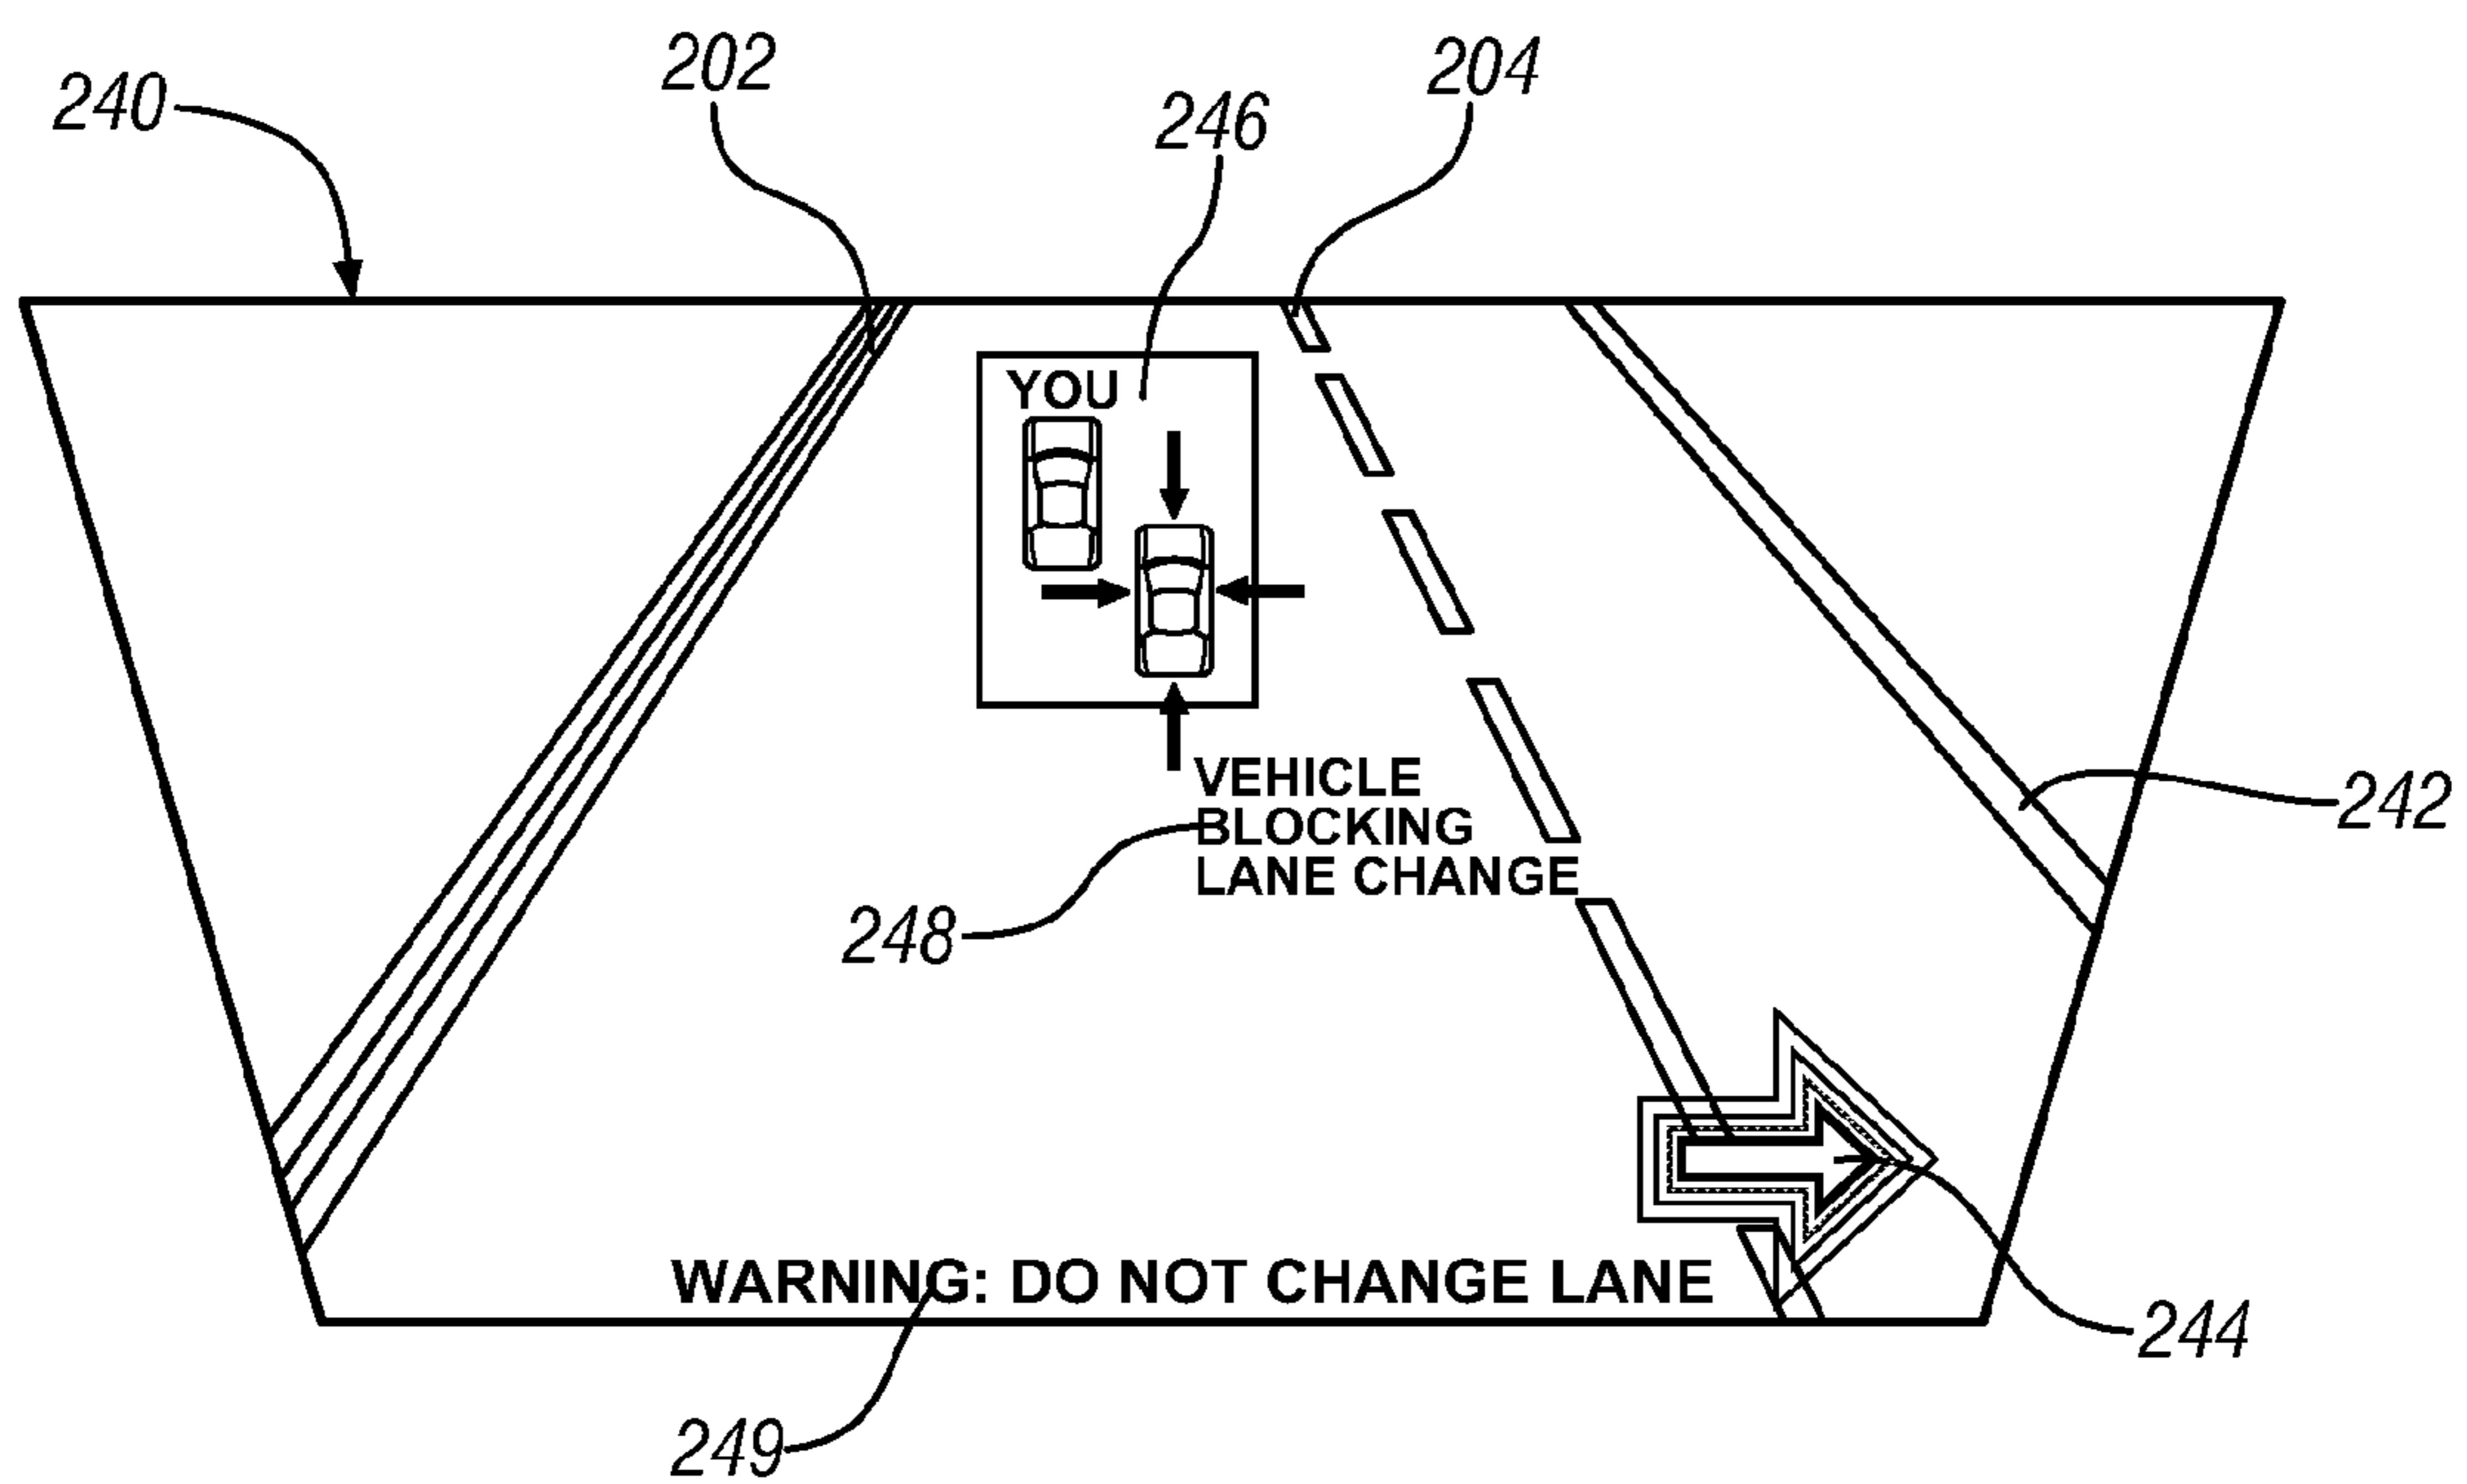 202
204
240
246
YOU
242
VEHICLE
BLOCKING
LANE CHANGE
248
WARNING: DO NOT CHANGE LANE
244
249